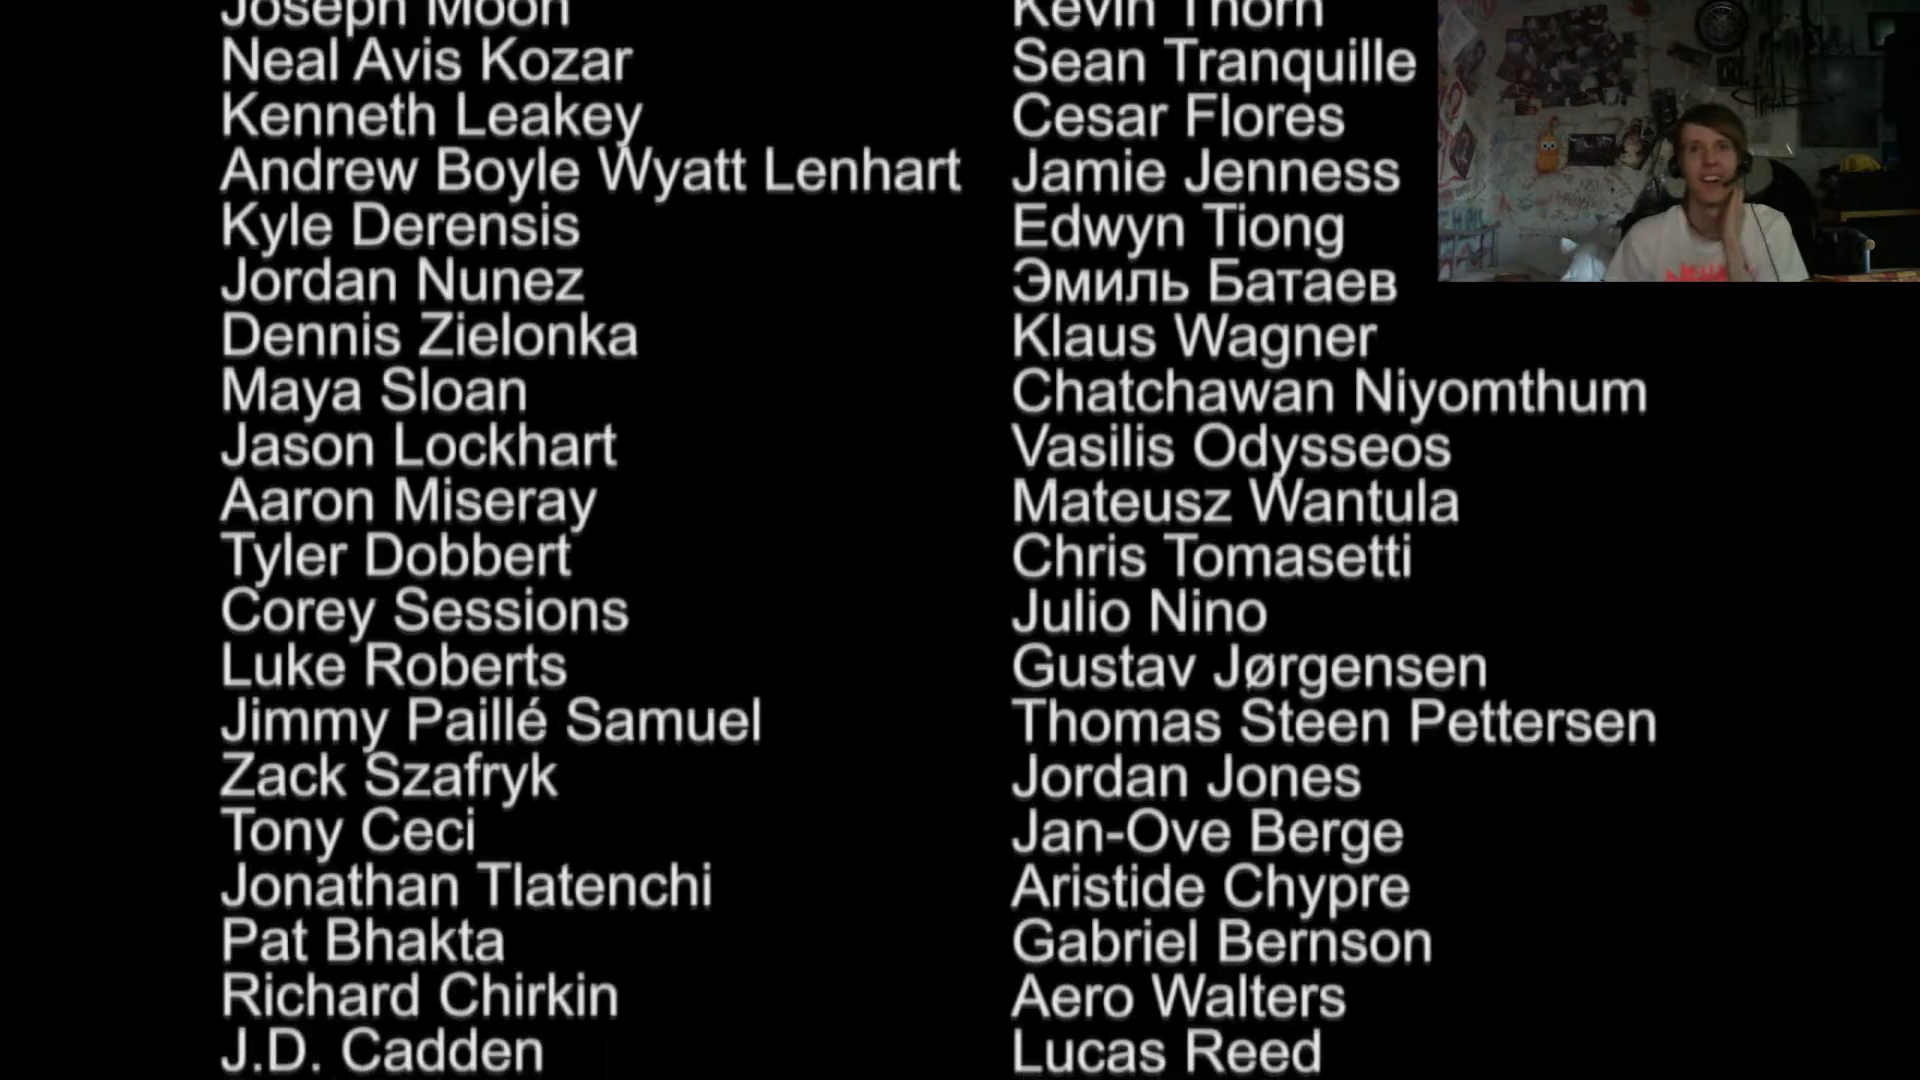 Joseph Moon
Neal Avis Kozar
Kenneth Leakey
Andrew Boyle Wyatt Lenhart
Kyle Derensis
Jordan Nunez
Dennis Zielonka
Maya Sloan
Jason Lockhart
Aaron Miseray
Tyler Dobbert
Corey Sessions
Luke Roberts
Jimmy Paillé Samuel
Zack Szafryk
Tony Ceci
Jonathan Tlatenchi
Pat Bhakta
Richard Chirkin
J.D. Cadden
Kevin Thorn
Sean Tranquille
Cesar Flores
Jamie Jenness
Edwyn Tiong
Эмиль Батаев
Klaus Wagner
Chatchawan Niyomthum
Vasilis Odysseos
Mateusz Wantula
Chris Tomasetti
Julio Nino
Gustav Jørgensen
Thomas Steen Pettersen
Jordan Jones
Jan-Ove Berge
Aristide Chypre
Gabriel Bernson
Aero Walters
Lucas Reed